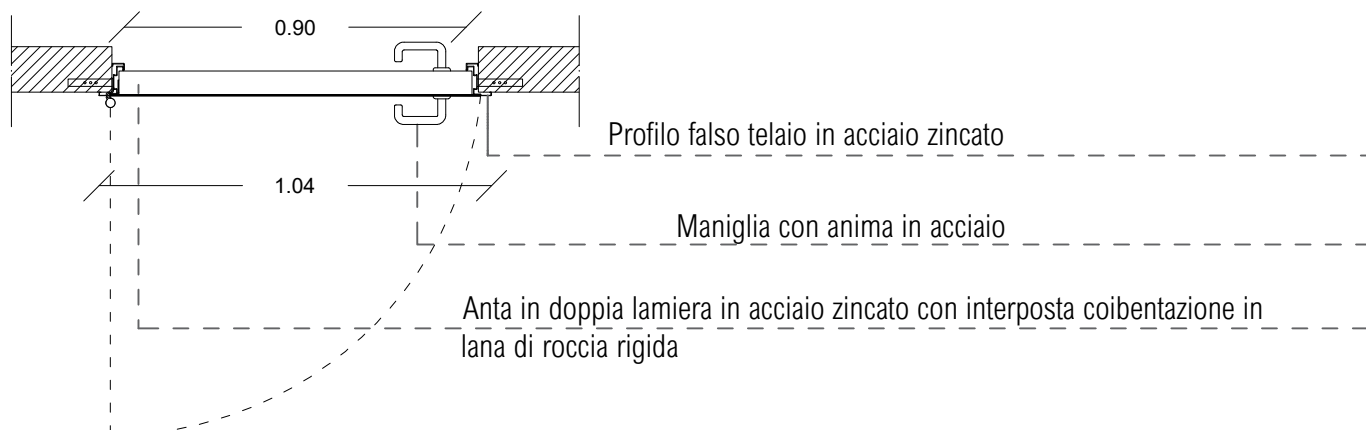 0.90
Profilo falso telaio in acciaio zincato
1.04
Maniglia con anima in acciaio
Anta in doppia lamiera in acciaio zincato con interposta coibentazione in
lana di roccia rigida